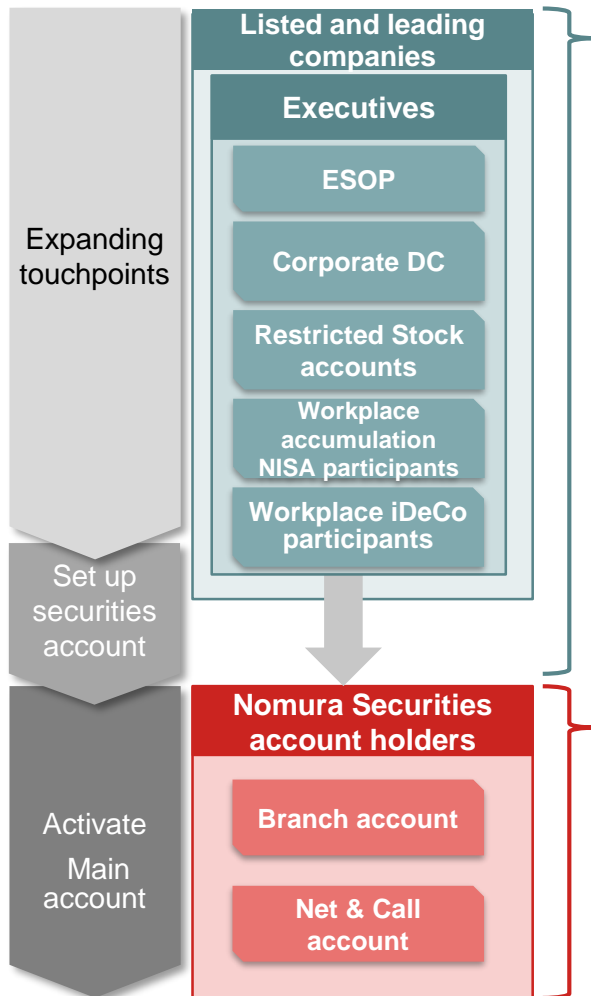 Listed and leading
companies
Executives
ESOP
Corporate DC
Restricted Stock
accounts
Workplace
accumulation
NISA participants
Workplace iDeCo
participants
Expanding
touchpoints
Set up
securities
account
Nomura Securities
account holders
Branch account
Net & Call
account
Activate
Main
account